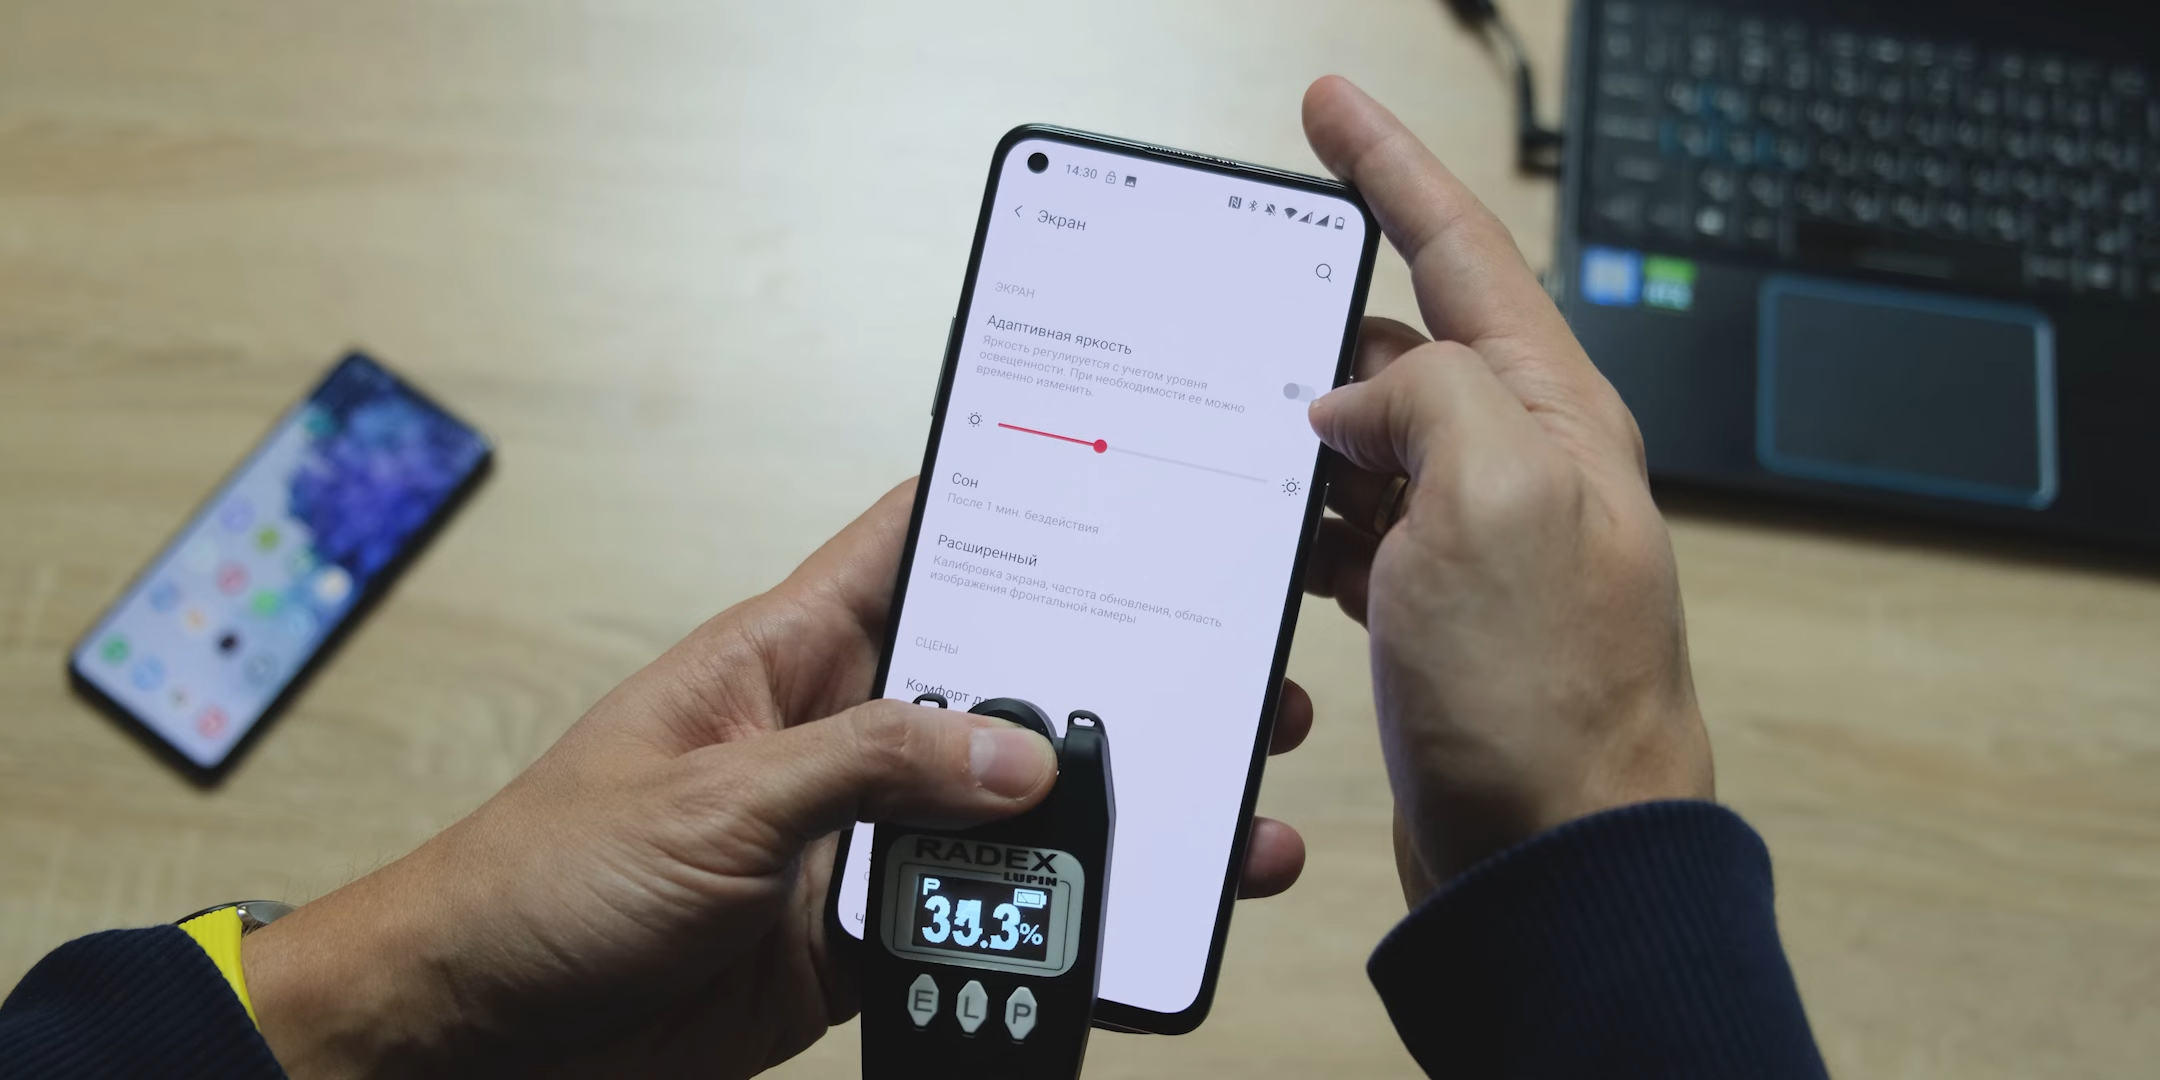 14:30
Экран
ЭКРАН
Адаптивная яркость
Яркость регулируется с учетом уровня
освещенности. При необходимости ее можно
временно изменить.
Сон
После 1 мин. бездействия
Расширенный
Калибровка экрана, частота обновления, область
изображения фронтальной камеры
СЦЕНЫ
Комфорт
RADEX
LUPIN
P
%
E L P